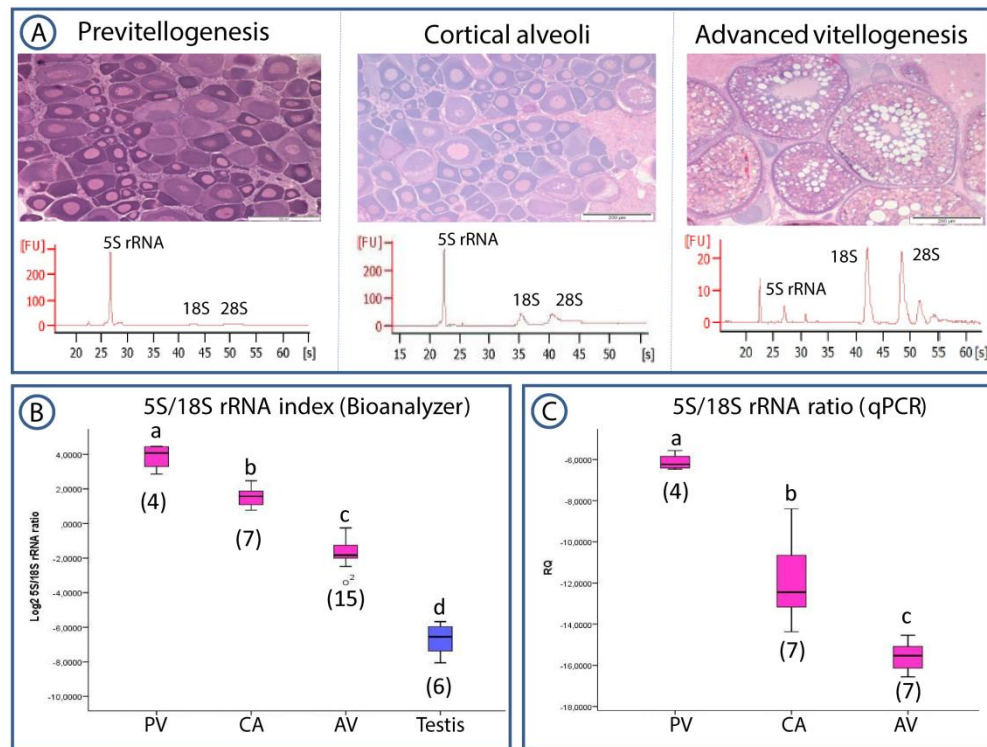 A
Previtellogenesis
Cortical alveoli
Advanced vitellogenesis
200 µm
200 µm
[FU]
5S rRNA
200
100
0
18S 28S
20 25 30 35 40 45 50 55 60 [s]
[FU]
5S rRNA
200
100
0
18S 28S
15 20 25 30 35 40 45 50 [s]
[FU]
20
10
0
5S rRNA
18S
28S
20 25 30 35 40 45 50 55 60 [s]
B
5S/18S rRNA index (Bioanalyzer)
Log2 5S/18S rRNA ratio
4,0000
2,0000
,0000
-2,0000
-4,0000
-6,0000
-8,0000
-10,0000
a
(4)
b
(7)
c
o2
(15)
d
(6)
PV CA AV Testis
C
5S/18S rRNA ratio (qPCR)
RQ
-6,0000
-8,0000
-10,0000
-12,0000
-14,0000
-16,0000
-18,0000
a
(4)
b
(7)
c
(7)
PV CA AV